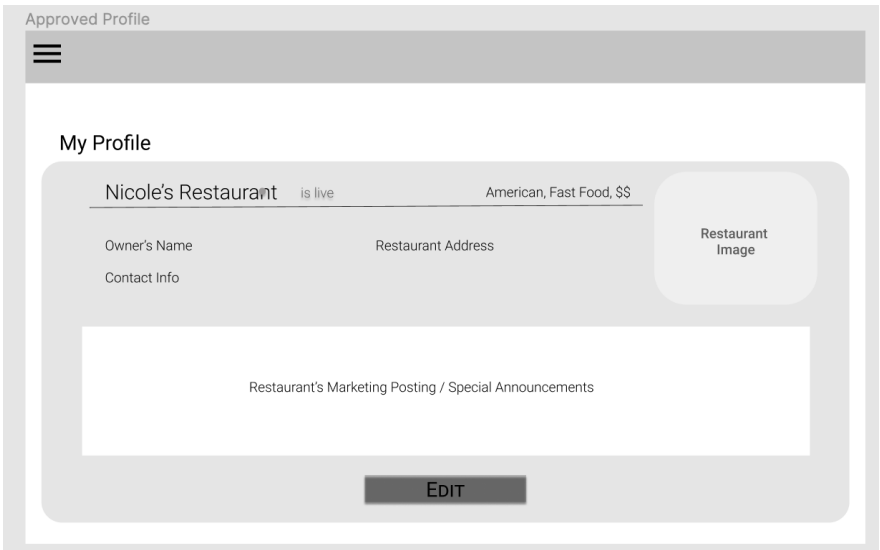 Approved Profile
My Profile
Nicole's Restaurant is live American, Fast Food, $$
Owner's Name Restaurant Address
Contact Info
Restaurant
Image
Restaurant's Marketing Posting / Special Announcements
EDIT